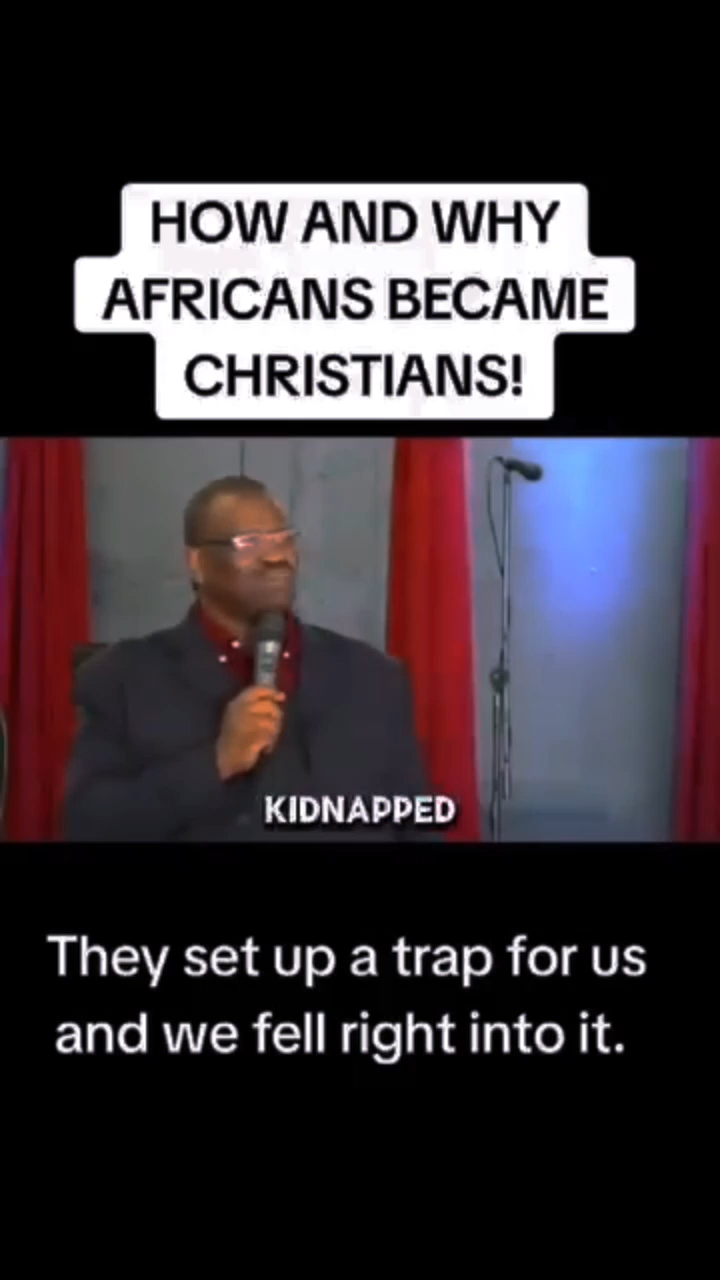 HOW AND WHY
AFRICANS BECAME
CHRISTIANS!
KIDNAPPED
They set up a trap for us
and we fell right into it.